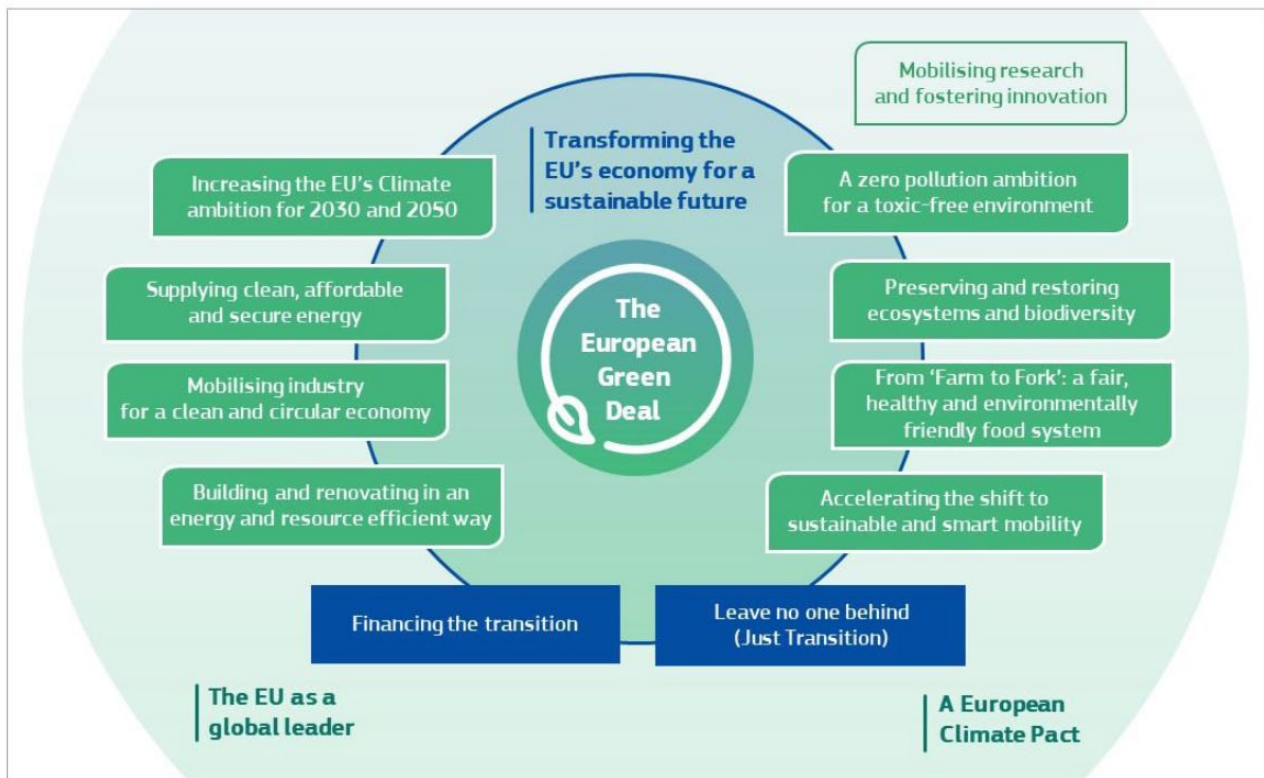 Mobilising research
and fostering innovation
Transforming the
EU's economy for a
sustainable future
Increasing the EU's Climate
ambition for 2030 and 2050
A zero pollution ambition
for a toxic-free environment
Supplying clean, affordable
and secure energy
Preserving and restoring
ecosystems and biodiversity
The
European
Green
Deal
Mobilising industry
for a clean and circular economy
From ‘Farm to Fork’: a fair,
healthy and environmentally
friendly food system
Building and renovating in an
energy and resource efficient way
Accelerating the shift to
sustainable and smart mobility
Financing the transition
Leave no one behind
(Just Transition)
The EU as a
global leader
A European
Climate Pact